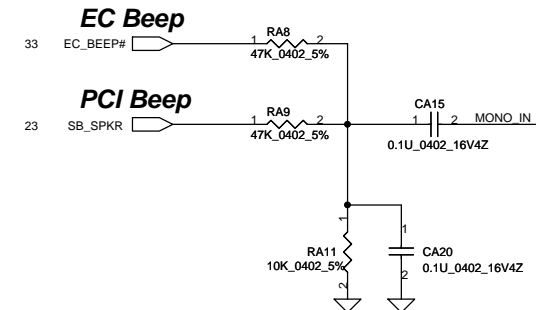 EC Beep
33 EC_BEEP# 1 RA8 2
47K_0402_5%
PCI Beep
23 SB_SPKR 1 RA9 2
47K_0402_5%
CA15
1 2 MONO_IN
0.1U_0402_16V4Z
1 1
RA11 CA20
10K_0402_5% 0.1U_0402_16V4Z
2 2